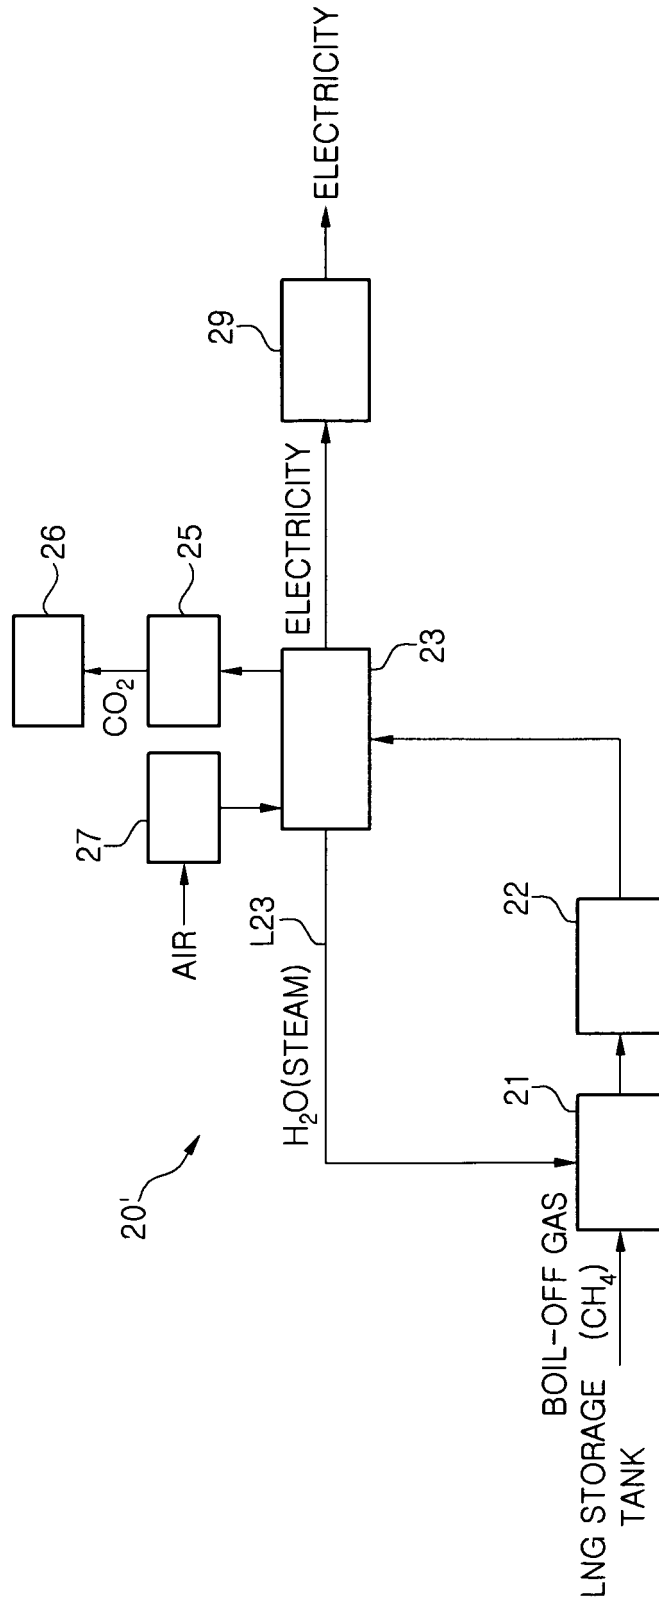 20'
26
CO₂
25
27
AIR
29
ELECTRICITY
ELECTRICITY
23
L23
H₂O(STEAM)
21
22
BOIL-OFF GAS
(CH₄)
LNG STORAGE
TANK